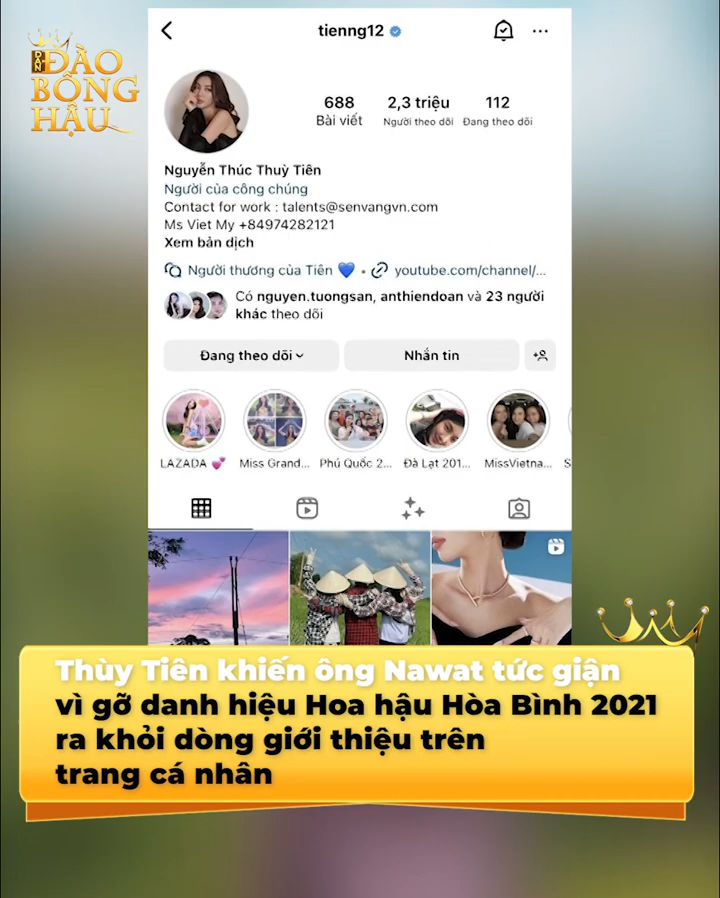 tienng12
DÀN
ĐÀO
BÔNG
HẬU
688
2,3 triệu
112
Bài viết
Người theo dõi
Đang theo dõi
Nguyễn Thúc Thuỳ Tiên
Người của công chúng
Contact for work : talents@senvangvn.com
Ms Viet My +84974282121
Xem bản dịch
Người thương của Tiên 💙 • youtube.com/channel/...
Có nguyen.tuongsan, anthiendoan và 23 người
khác theo dõi
Đang theo dõi
Nhắn tin
LAZADA 💕
Miss Grand...
Phú Quốc 2...
Đà Lạt 201...
MissVietna...
S
Thùy Tiên khiến ông Nawat tức giận
vì gỡ danh hiệu Hoa hậu Hòa Bình 2021
ra khỏi dòng giới thiệu trên
trang cá nhân